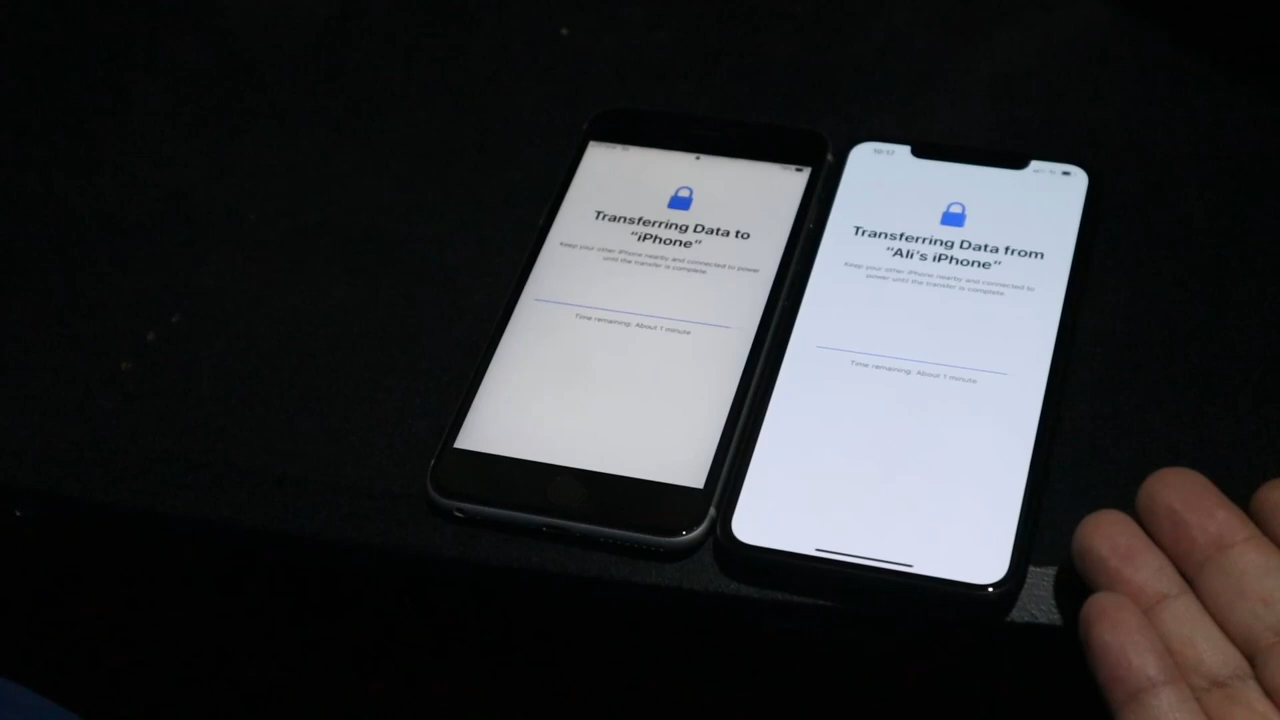 Transferring Data to
“iPhone”
Keep your other iPhone nearby and connected to power
until the transfer is complete.
Time remaining: About 1 minute
10:17
Transferring Data from
“Ali’s iPhone”
Keep your other iPhone nearby and connected to
power until the transfer is complete.
Time remaining: About 1 minute